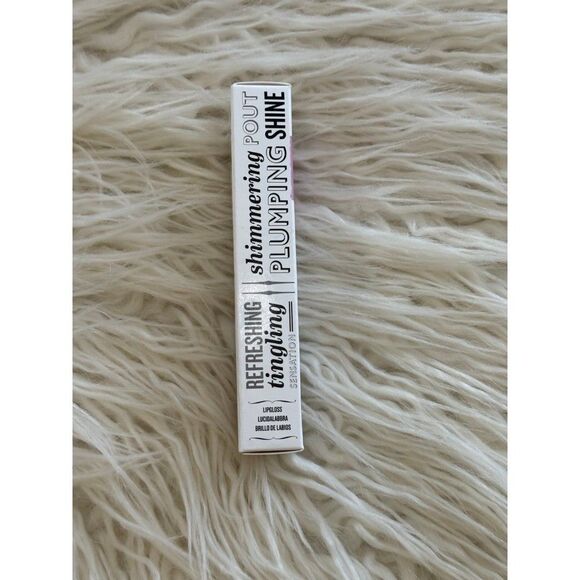 REFRESHING
tingling
SENSATION
shimmering POUT
PLUMPING SHINE
LIPGLOSS
LUCIDALABBRA
BRILLO DE LABIOS